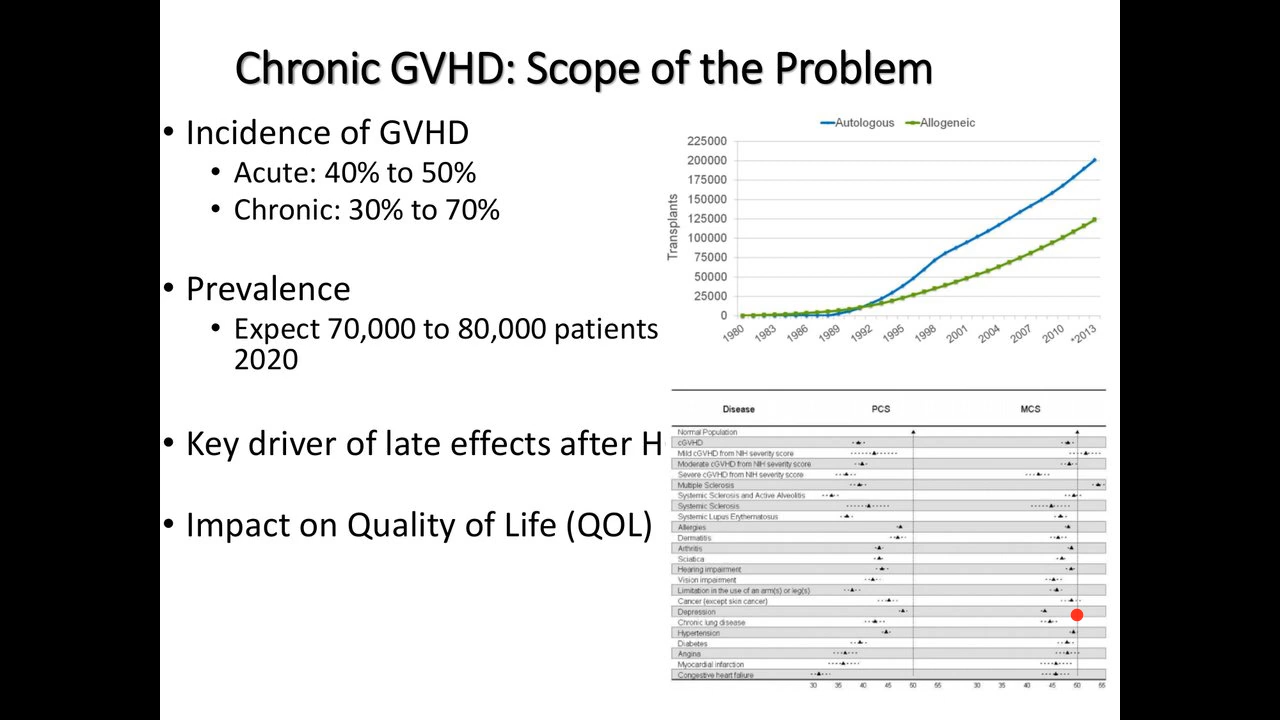 Chronic GVHD: Scope of the Problem
• Incidence of GVHD
• Acute: 40% to 50%
• Chronic: 30% to 70%
• Prevalence
• Expect 70,000 to 80,000 patients
2020
• Key driver of late effects after H
• Impact on Quality of Life (QOL)
Autologous Allogeneic
Transplants
225000
200000
175000
150000
125000
100000
75000
50000
25000
0
1980 1983 1986 1989 1992 1995 1998 2001 2004 2007 2010 *2013
Disease PCS MCS
Normal Population
cGVHD
Mild cGVHD from NIH severity score
Moderate cGVHD from NIH severity score
Severe cGVHD from NIH severity score
Multiple Sclerosis
Systemic Sclerosis and Active Alveolitis
Systemic Sclerosis
Systemic Lupus Erythematosus
Allergies
Dermatitis
Arthritis
Sciatica
Hearing impairment
Vision impairment
Limitation in the use of an arm(s) or leg(s)
Cancer (except skin cancer)
Depression
Chronic lung disease
Hypertension
Diabetes
Angina
Myocardial infarction
Congestive heart failure
30 35 40 45 50 55 30 35 40 45 50 55